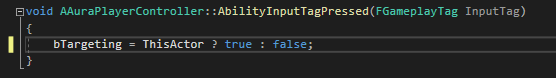 void AAuraPlayerController::AbilityInputTagPressed(FGameplayTag InputTag)
{
bTargeting = ThisActor ? true : false;
}